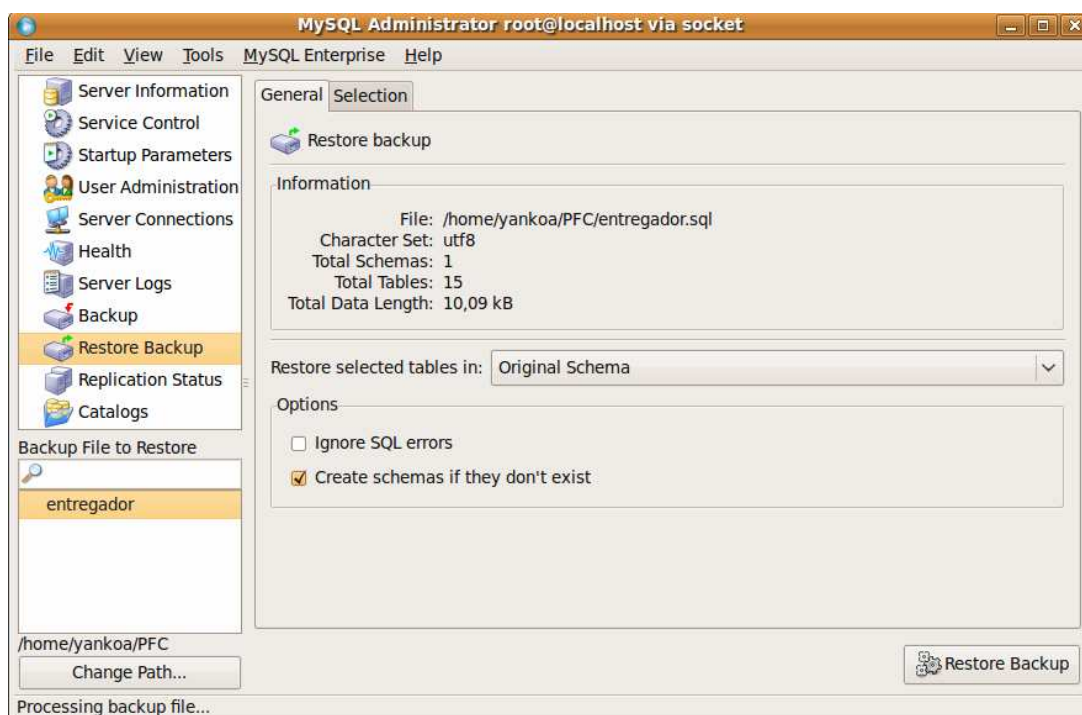 MySQL Administrator root@localhost via socket
File Edit View Tools MySQL Enterprise Help
Server Information
Service Control
Startup Parameters
User Administration
Server Connections
Health
Server Logs
Backup
Restore Backup
Replication Status
Catalogs
Backup File to Restore
entregador
/home/yankoa/PFC
Change Path...
General Selection
Restore backup
Information
File: /home/yankoa/PFC/entregador.sql
Character Set: utf8
Total Schemas: 1
Total Tables: 15
Total Data Length: 10,09 kB
Restore selected tables in: Original Schema
Options
Ignore SQL errors
Create schemas if they don't exist
Restore Backup
Processing backup file...